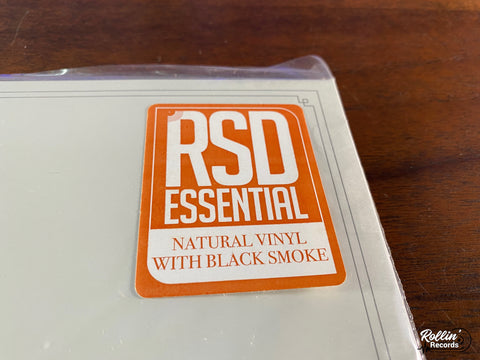 RSD
ESSENTIAL
NATURAL VINYL
WITH BLACK SMOKE
Rollin'
Records